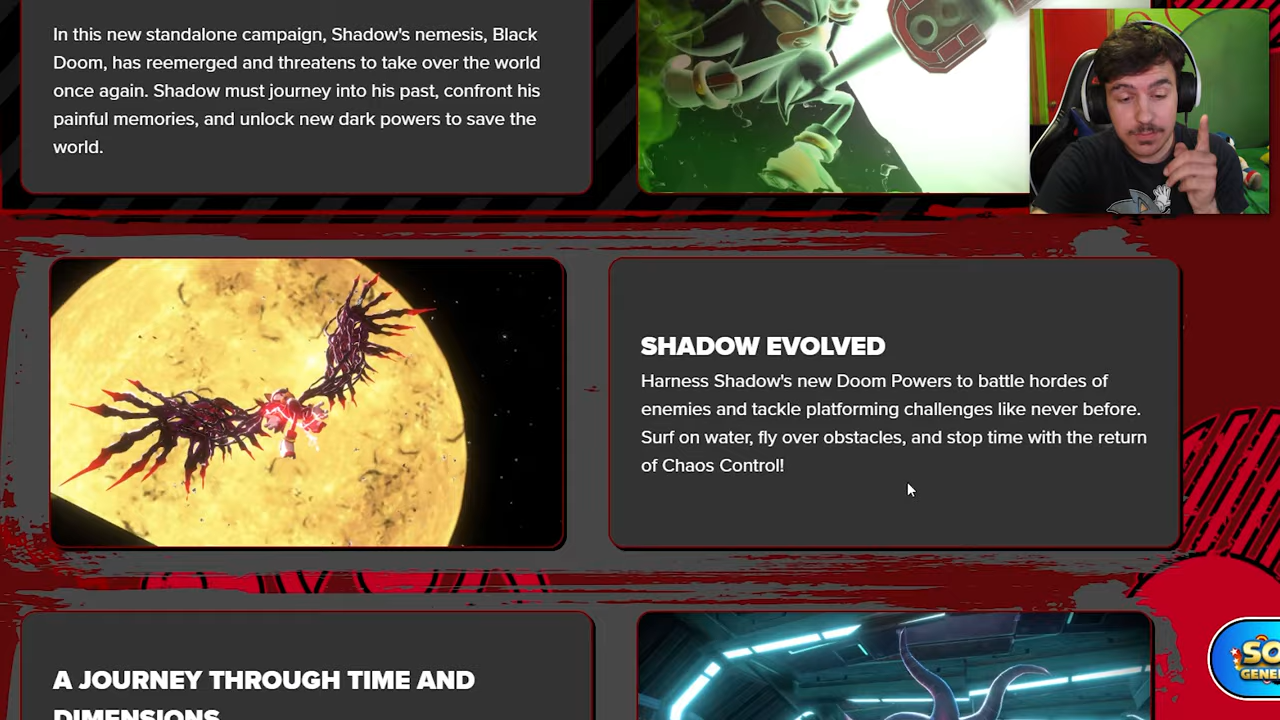 In this new standalone campaign, Shadow's nemesis, Black
Doom, has reemerged and threatens to take over the world
once again. Shadow must journey into his past, confront his
painful memories, and unlock new dark powers to save the
world.
SHADOW EVOLVED
Harness Shadow's new Doom Powers to battle hordes of
enemies and tackle platforming challenges like never before.
Surf on water, fly over obstacles, and stop time with the return
of Chaos Control!
A JOURNEY THROUGH TIME AND
DIMENSIONS